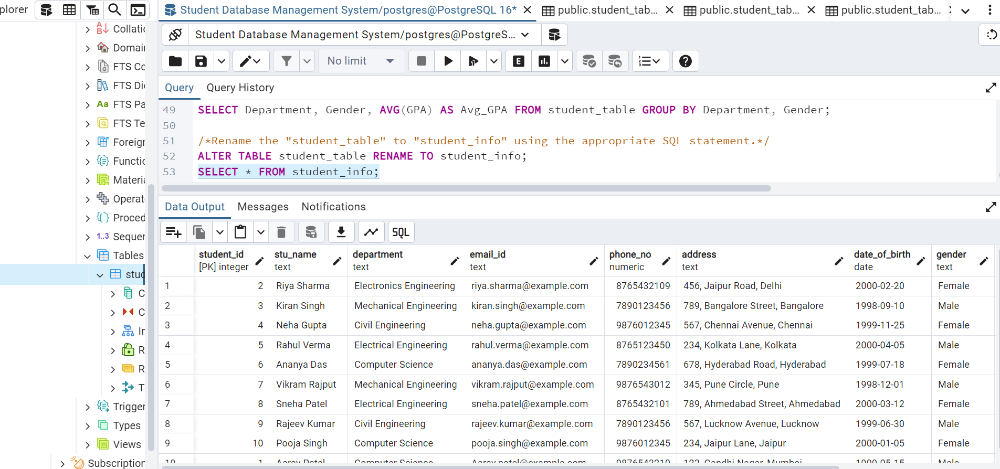 plorer
Student Database Management System/postgres@PostgreSQL 16*
public.student_tab...
public.student_tab...
public.student_tab...
Student Database Management System/postgres@PostgreS...
No limit
E
Query
Query History
49 SELECT Department, Gender, AVG(GPA) AS Avg_GPA FROM student_table GROUP BY Department, Gender;
50
51 /*Rename the "student_table" to "student_info" using the appropriate SQL statement.*/
52 ALTER TABLE student_table RENAME TO student_info;
53 SELECT * FROM student_info;
Collatic
Domai
FTS Co
FTS Di
Aa FTS Pa
FTS Te
Foreigr
Functic
Materia
Operat
Proced
1..3 Sequer
Tables
stud
C
C
In
R
R
T
Trigger
Types
Views
Subscription
Data Output
Messages
Notifications
SQL
student_id [PK] integer
stu_name text
department text
email_id text
phone_no numeric
address text
date_of_birth date
gender text
1 2 Riya Sharma Electronics Engineering riya.sharma@example.com 8765432109 456, Jaipur Road, Delhi 2000-02-20 Female
2 3 Kiran Singh Mechanical Engineering kiran.singh@example.com 7890123456 789, Bangalore Street, Bangalore 1998-09-10 Male
3 4 Neha Gupta Civil Engineering neha.gupta@example.com 9876012345 567, Chennai Avenue, Chennai 1999-11-25 Female
4 5 Rahul Verma Electrical Engineering rahul.verma@example.com 8765123450 234, Kolkata Lane, Kolkata 2000-04-05 Male
5 6 Ananya Das Computer Science ananya.das@example.com 7890234561 678, Hyderabad Road, Hyderabad 1999-07-18 Female
6 7 Vikram Rajput Mechanical Engineering vikram.rajput@example.com 9876543012 345, Pune Circle, Pune 1998-12-01 Male
7 8 Sneha Patel Electrical Engineering sneha.patel@example.com 8765432101 789, Ahmedabad Street, Ahmedabad 2000-03-12 Female
8 9 Rajeev Kumar Civil Engineering rajeev.kumar@example.com 7890123456 567, Lucknow Avenue, Lucknow 1999-06-30 Male
9 10 Pooja Singh Computer Science pooja.singh@example.com 9876012345 234, Jaipur Lane, Jaipur 2000-01-05 Female
10 1 Aarav Patel Computer Science Aarav.patel@example.com 9876543210 123, Gandhi Nagar, Mumbai 1999-05-15 Male